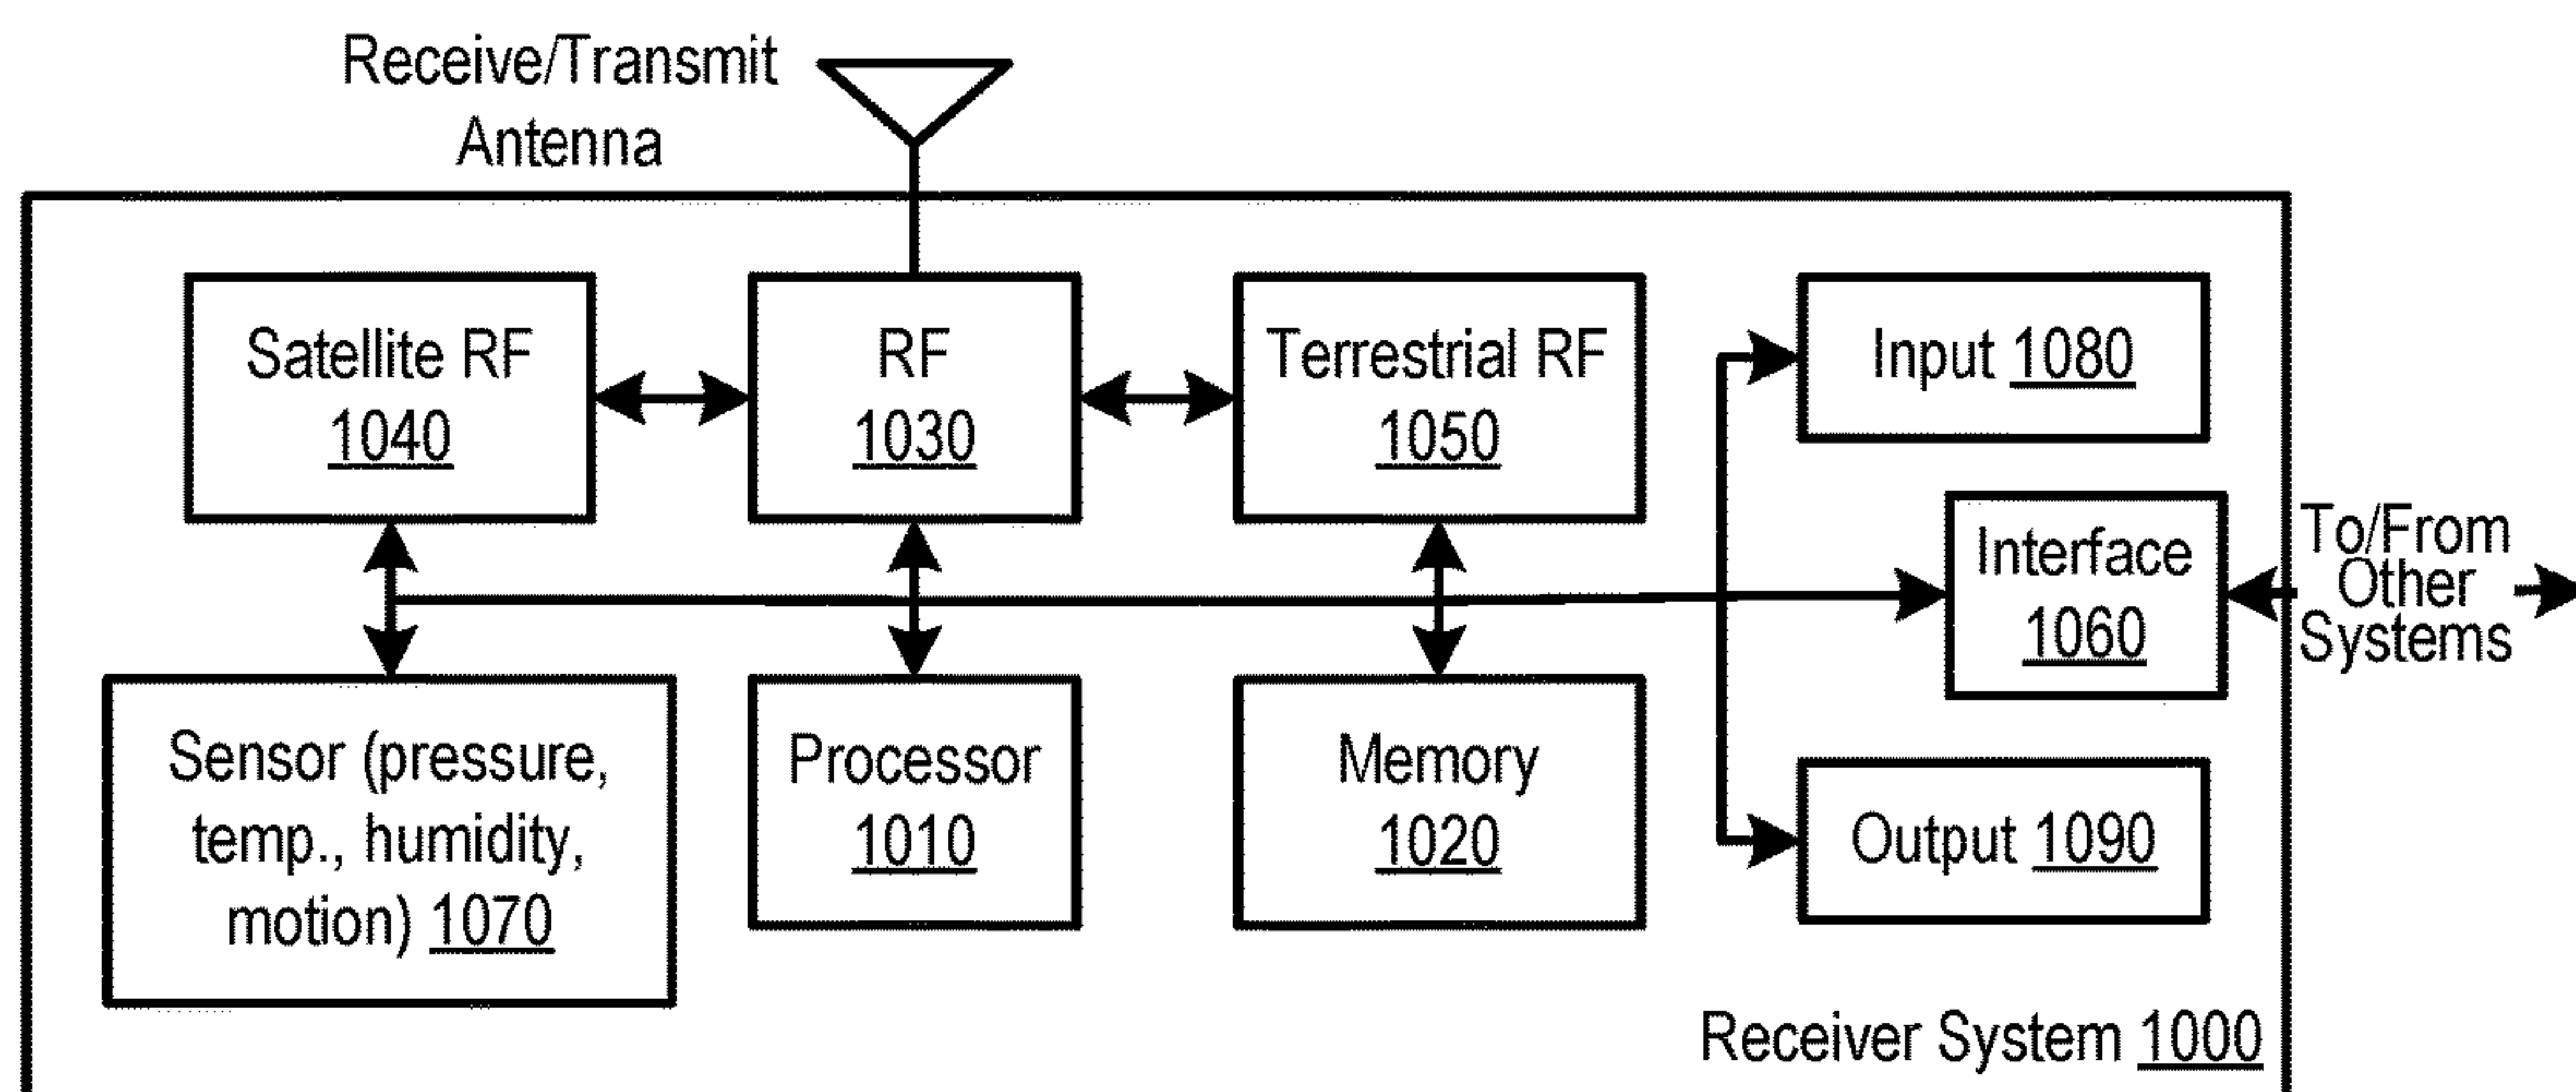 Receive/Transmit
Antenna
Satellite RF
1040
RF
1030
Terrestrial RF
1050
Input 1080
Interface
1060
To/From
Other
Systems
Sensor (pressure,
temp., humidity,
motion) 1070
Processor
1010
Memory
1020
Output 1090
Receiver System 1000